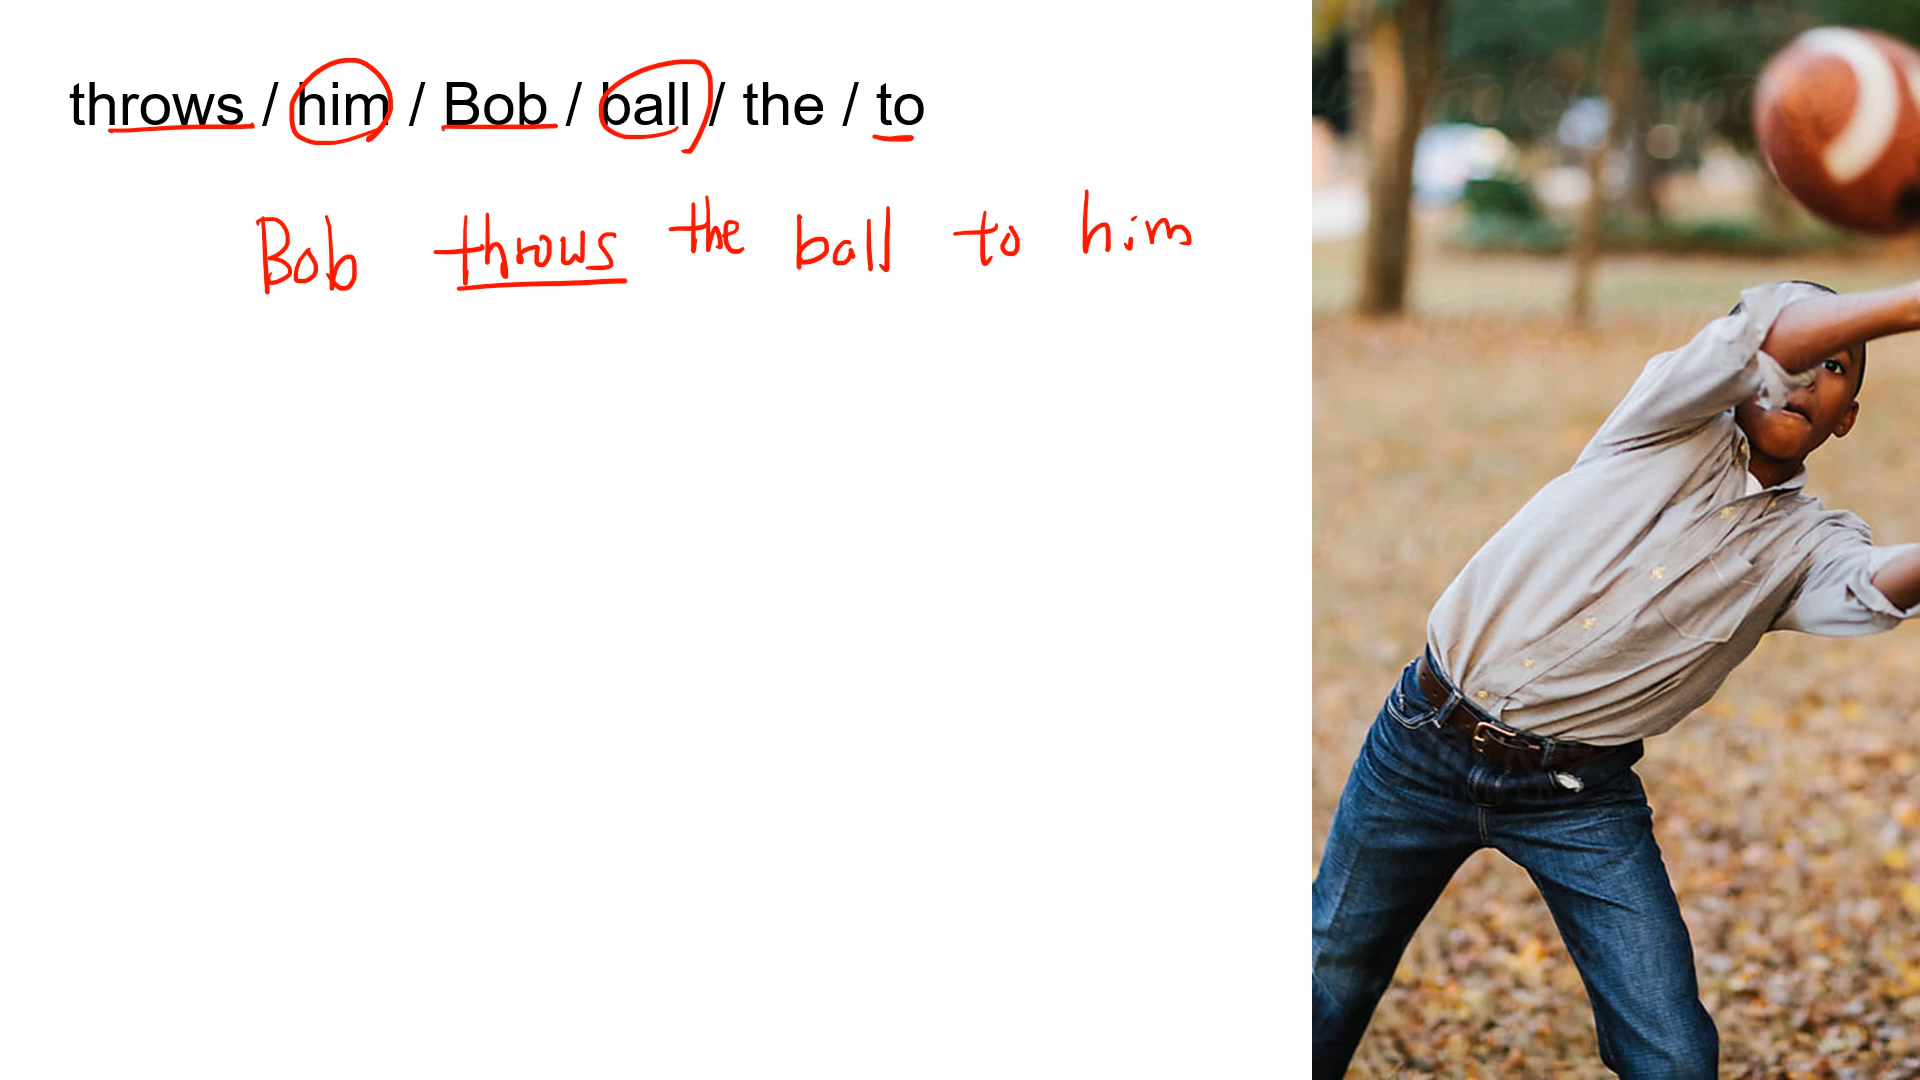 throws / him / Bob / ball / the / to
Bob throws the ball to him